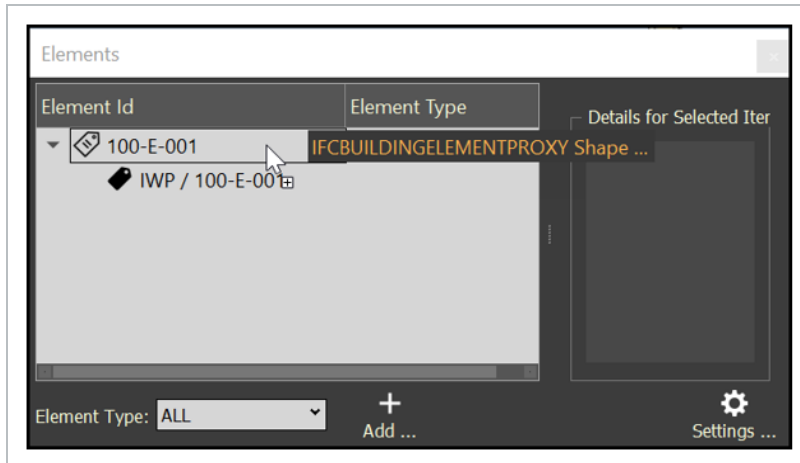 Elements
Element Id Element Type
Details for Selected Iter
100-E-001
IFCBUILDINGELEMENTPROXY Shape ...
IWP / 100-E-001
Element Type: ALL
Add ...
Settings ...